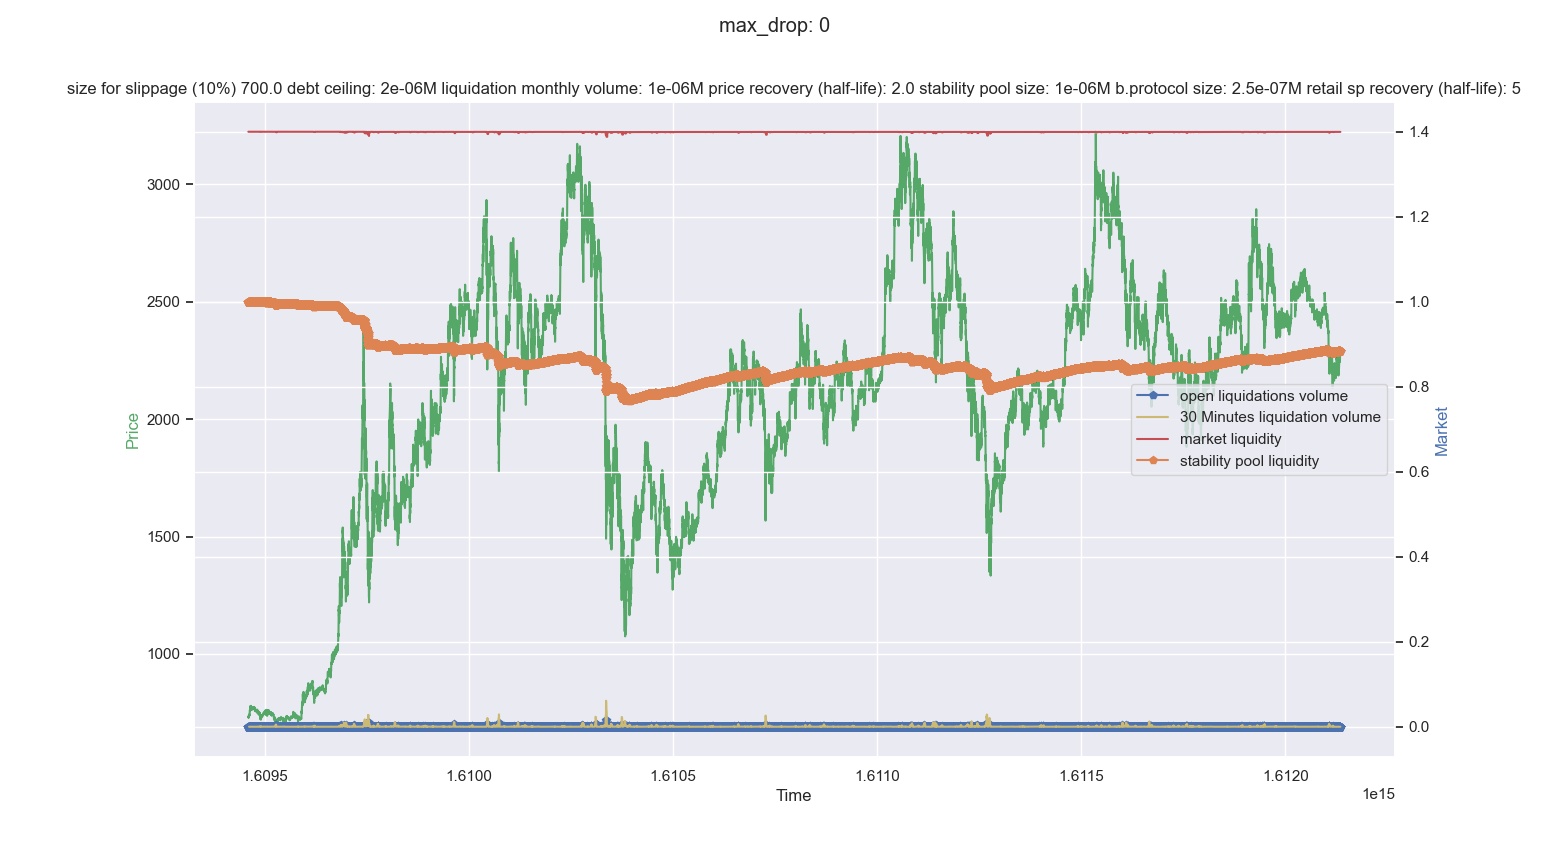 max_drop: 0
size for slippage (10%) 700.0 debt ceiling: 2e-06M liquidation monthly volume: 1e-06M price recovery (half-life): 2.0 stability pool size: 1e-06M b.protocol size: 2.5e-07M retail sp recovery (half-life): 5
3000
2500
2000
1500
1000
Price
1.4
1.2
1.0
0.8
0.6
0.4
0.2
0.0
Market
open liquidations volume
30 Minutes liquidation volume
market liquidity
stability pool liquidity
1.6095 1.6100 1.6105 1.6110 1.6115 1.6120
Time
1e15